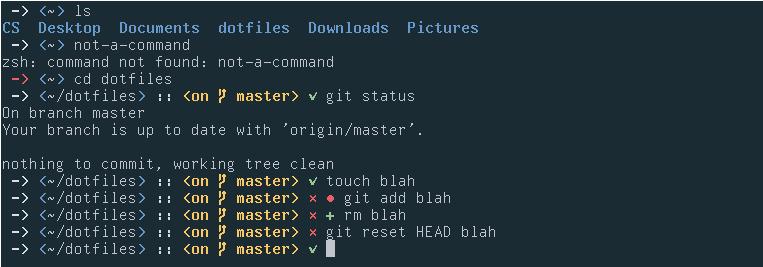 -> <~> ls
CS  Desktop  Documents  dotfiles  Downloads  Pictures
-> <~> not-a-command
zsh: command not found: not-a-command
-> <~> cd dotfiles
-> <~/dotfiles> :: <on  master> ✔ git status
On branch master
Your branch is up to date with 'origin/master'.
nothing to commit, working tree clean
-> <~/dotfiles> :: <on  master> ✔ touch blah
-> <~/dotfiles> :: <on  master> × ● git add blah
-> <~/dotfiles> :: <on  master> × + rm blah
-> <~/dotfiles> :: <on  master> × git reset HEAD blah
-> <~/dotfiles> :: <on  master> ✔